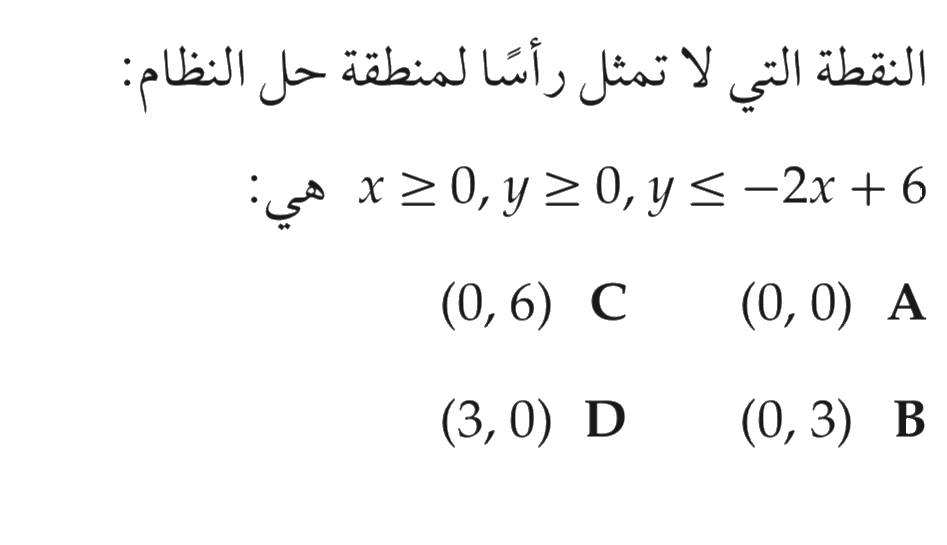 النقطة التي لا تمثل رأسًا لمنطقة حل النظام:
x ≥ 0, y ≥ 0, y ≤ −2x + 6 هي:
A (0, 0) C (0, 6)
B (0, 3) D (3, 0)